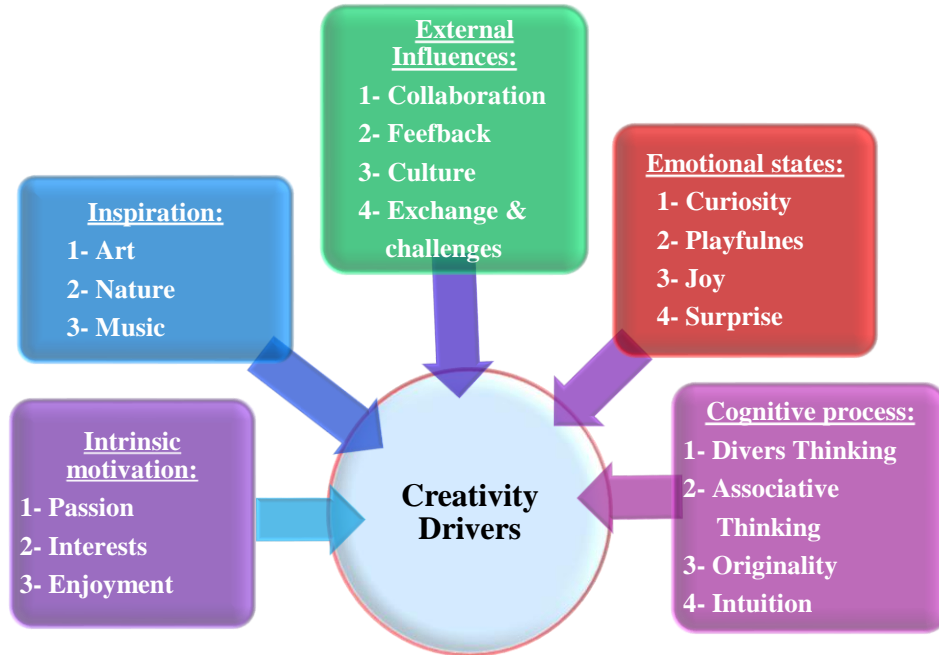 External
Influences:
1- Collaboration
2- Feefback
3- Culture
4- Exchange &
challenges
Emotional states:
1- Curiosity
2- Playfulnes
3- Joy
4- Surprise
Inspiration:
1- Art
2- Nature
3- Music
Intrinsic
motivation:
1- Passion
2- Interests
3- Enjoyment
Cognitive process:
1- Divers Thinking
2- Associative
Thinking
3- Originality
4- Intuition
Creativity
Drivers